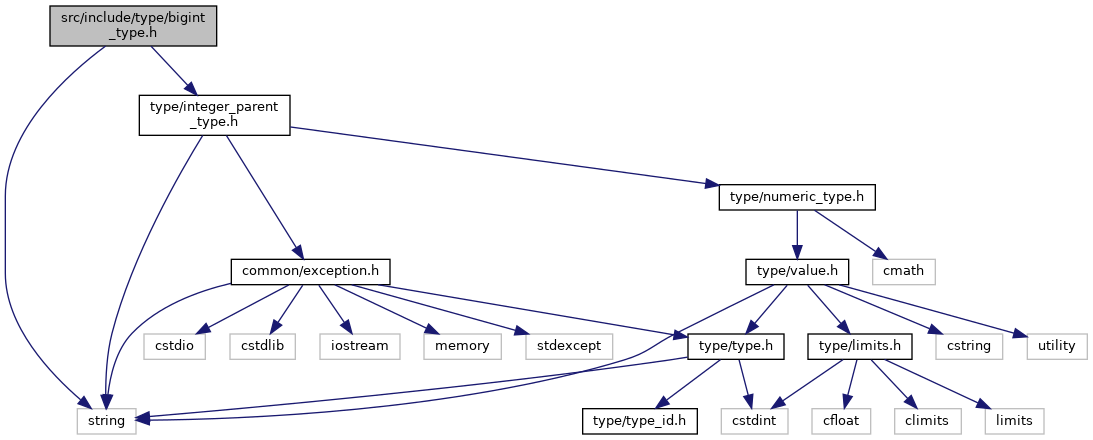 src/include/type/bigint
_type.h
type/integer_parent
_type.h
type/numeric_type.h
common/exception.h
type/value.h
cmath
cstdio
cstdlib
iostream
memory
stdexcept
type/type.h
type/limits.h
cstring
utility
string
type/type_id.h
cstdint
cfloat
climits
limits